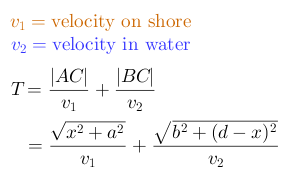 v₁ = velocity on shore
v₂ = velocity in water
T = |AC|/v₁ + |BC|/v₂
= √(x² + a²)/v₁ + √(b² + (d − x)²)/v₂